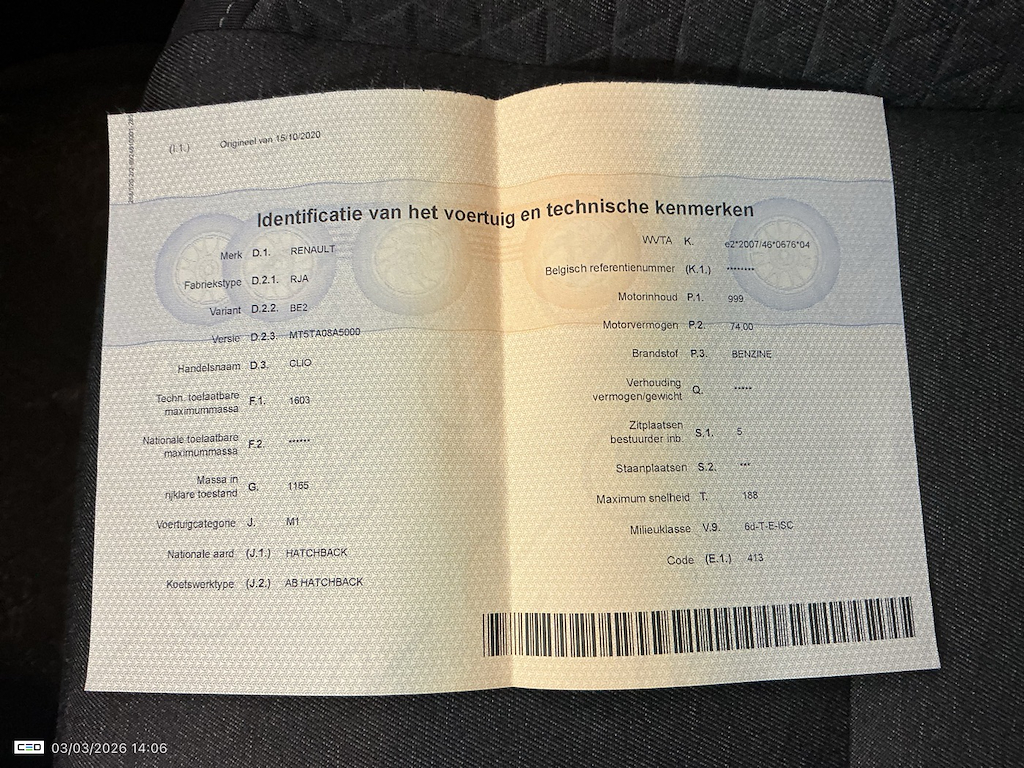 (I.1.) Origineel van 15/10/2020
Identificatie van het voertuig en technische kenmerken
Merk D.1. RENAULT
Fabriekstype D.2.1. RJA
Variant D.2.2. BE2
Versie D.2.3. MT5TA08A5000
Handelsnaam D.3. CLIO
Techn. toelaatbare
maximummassa F.1. 1603
Nationale toelaatbare
maximummassa F.2. ******
Massa in
rijklare toestand G. 1165
Voertuigcategorie J. M1
Nationale aard (J.1.) HATCHBACK
Koetswerktype (J.2.) AB HATCHBACK
WVTA K. e2*2007/46*0676*04
Belgisch referentienummer (K.1.) ********
Motorinhoud P.1. 999
Motorvermogen P.2. 74.00
Brandstof P.3. BENZINE
Verhouding
vermogen/gewicht Q. *****
Zitplaatsen
bestuurder inb. S.1. 5
Staanplaatsen S.2. ***
Maximum snelheid T. 188
Milieuklasse V.9. 6d-T-E-ISC
Code (E.1.) 413
CEO 03/03/2026 14:06